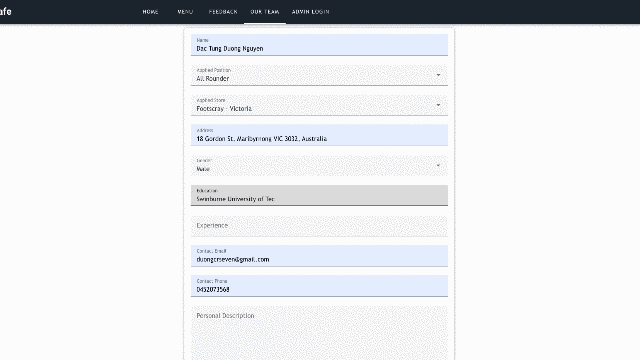 afe HOME MENU FEEDBACK OUR TEAM ADMIN LOGIN
Name
Dac Tung Duong Nguyen
Applied Position
All Rounder
Applied Store
Footscray - Victoria
Address
18 Gordon St, Maribyrnong VIC 3032, Australia
Gender
Male
Education
Swinburne University of Tec
Experience
Contact Email
duongcrseven@gmail.com
Contact Phone
0452073568
Personal Description